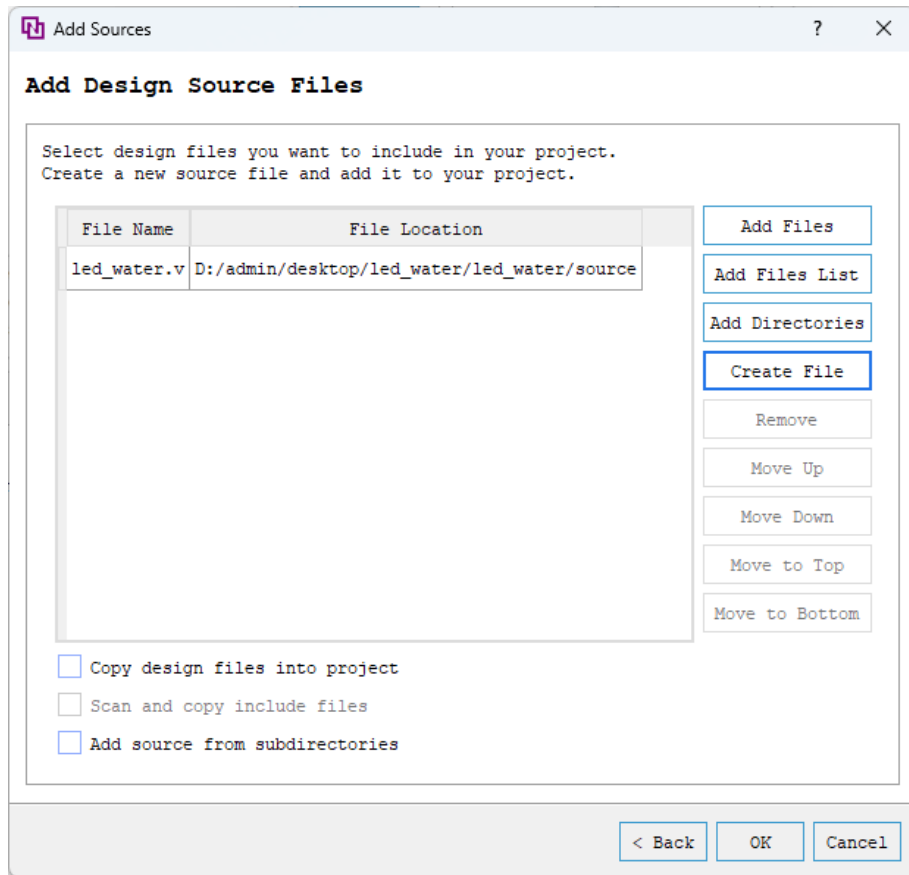 Add Sources ?
Add Design Source Files
Select design files you want to include in your project.
Create a new source file and add it to your project.
File Name File Location
led_water.v D:/admin/desktop/led_water/led_water/source
Add Files
Add Files List
Add Directories
Create File
Remove
Move Up
Move Down
Move to Top
Move to Bottom
Copy design files into project
Scan and copy include files
Add source from subdirectories
< Back OK Cancel